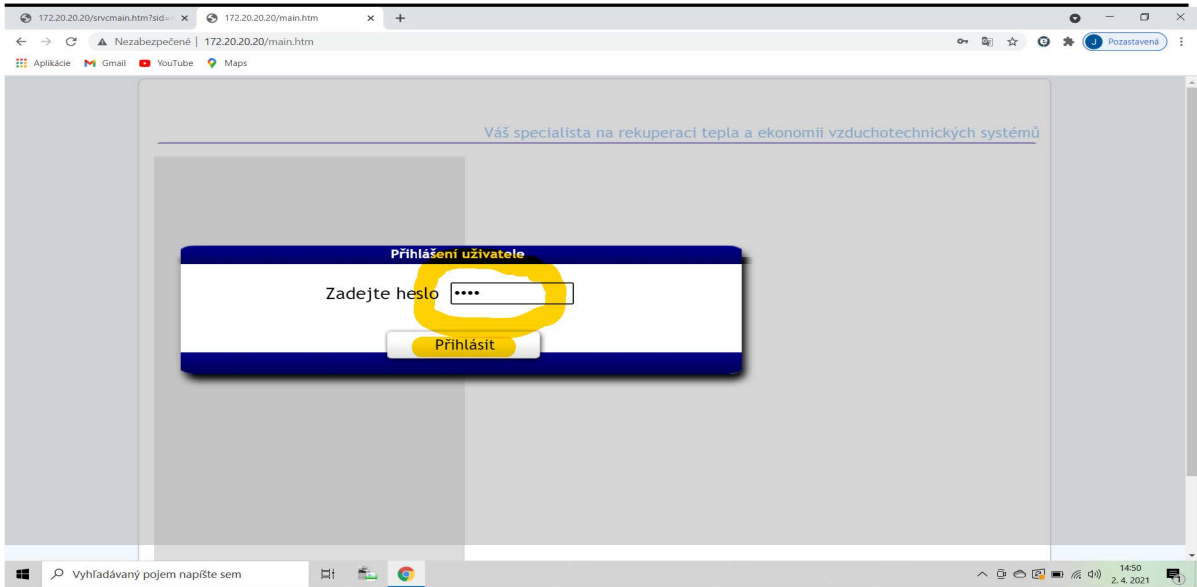 172.20.20.20/srvcmain.htm?sid=
172.20.20.20/main.htm
Nezabezpečené | 172.20.20.20/main.htm
J Pozastavená
Aplikácie Gmail YouTube Maps
Váš specialista na rekuperaci tepla a ekonomii vzduchotechnických systémů
Přihlášení uživatele
Zadejte heslo ••••
Přihlásit
Vyhľadávaný pojem napíšte sem
14:50
2. 4. 2021